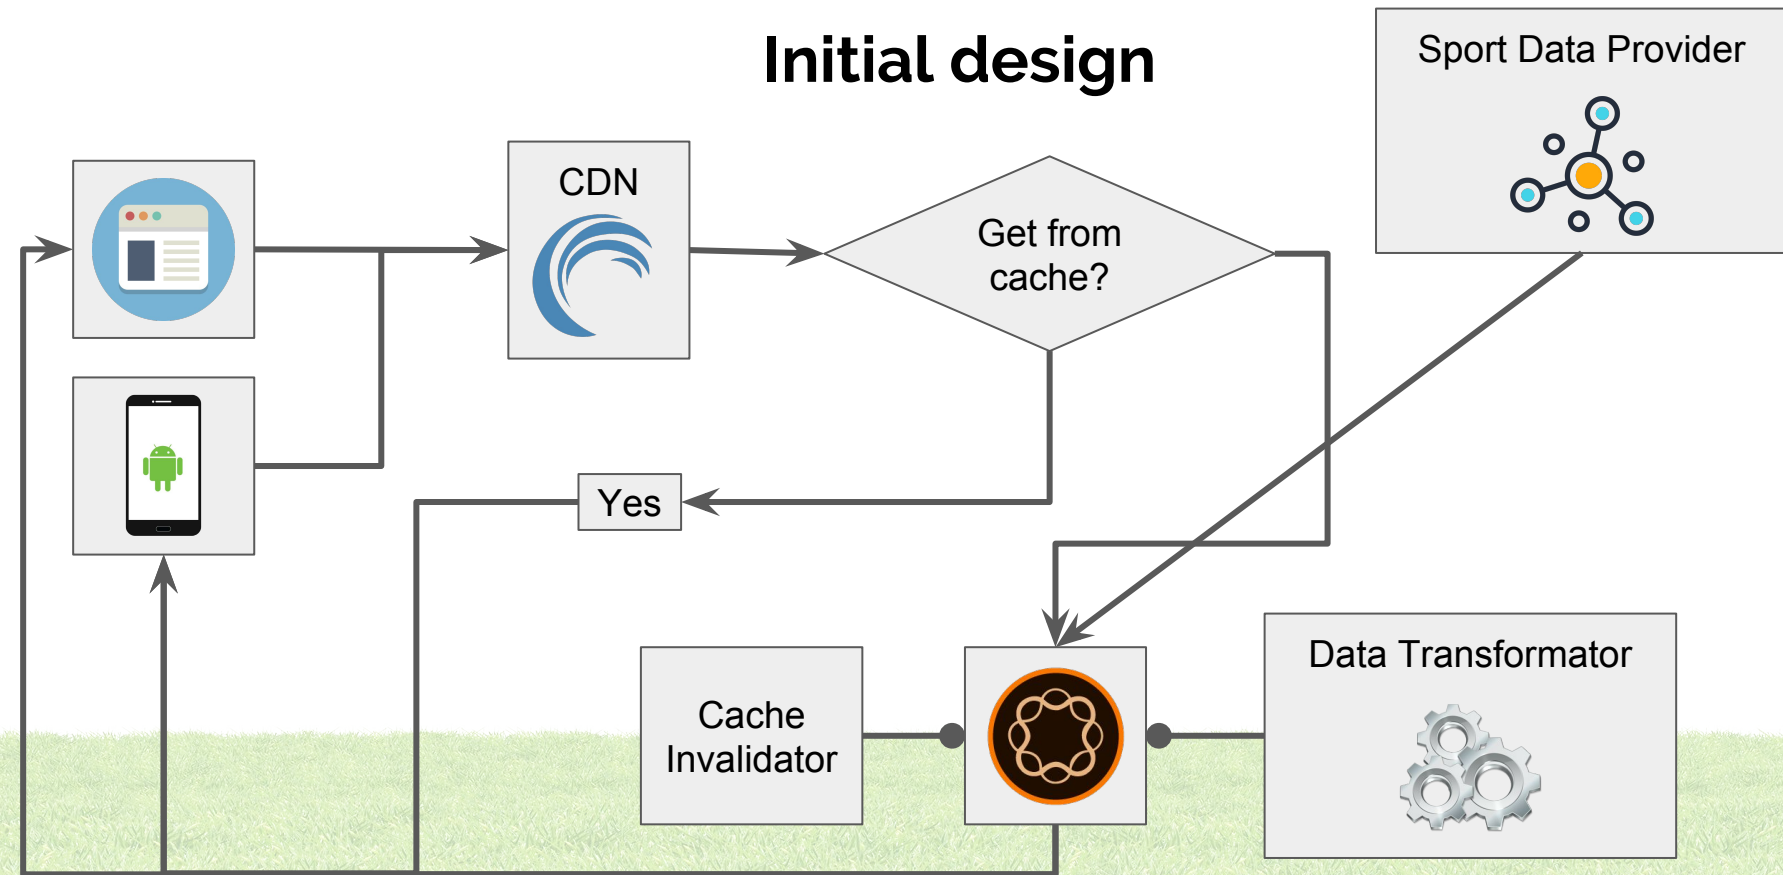 Initial design
Sport Data Provider
CDN
Get from
cache?
Yes
Cache
Invalidator
Data Transformator